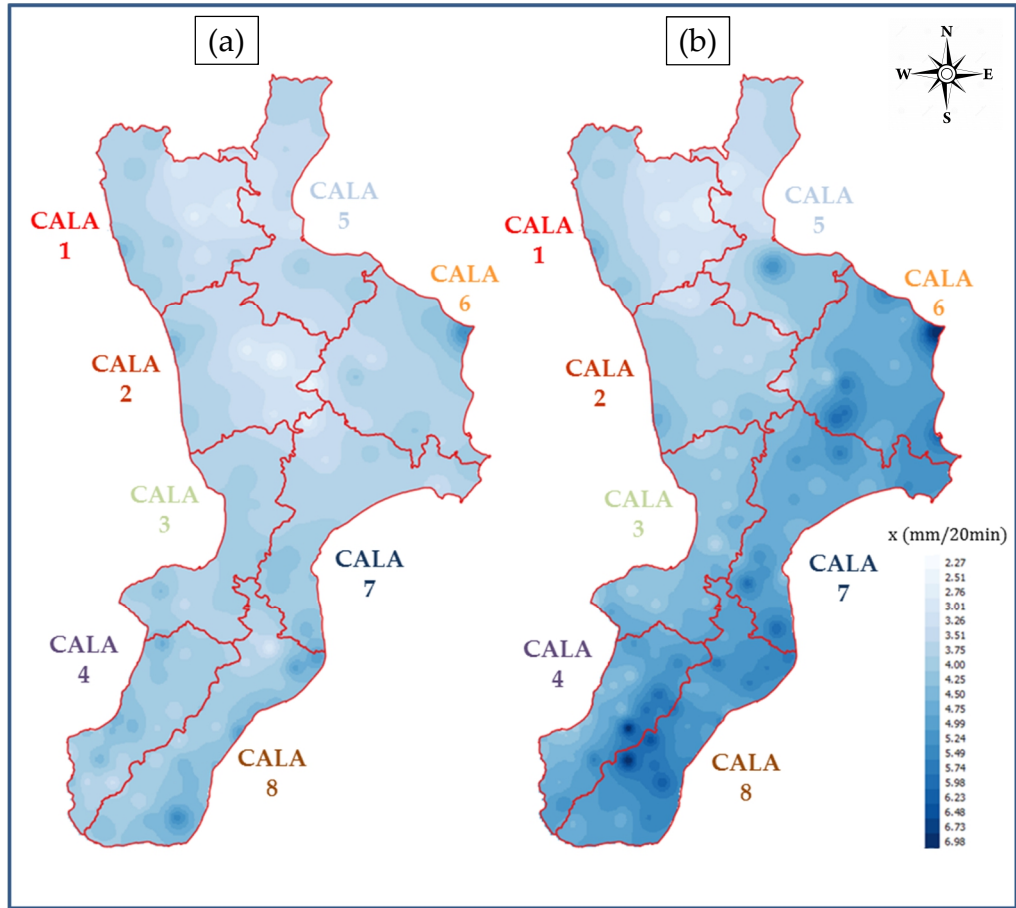 (a)
(b)
N
W E
S
CALA
1
CALA
2
CALA
3
CALA
4
CALA
5
CALA
6
CALA
7
CALA
8
CALA
1
CALA
2
CALA
3
CALA
4
CALA
5
CALA
6
CALA
7
CALA
8
x (mm/20min)
2.27
2.51
2.76
3.01
3.26
3.51
3.75
4.00
4.25
4.50
4.75
4.99
5.24
5.49
5.74
5.98
6.23
6.48
6.73
6.98